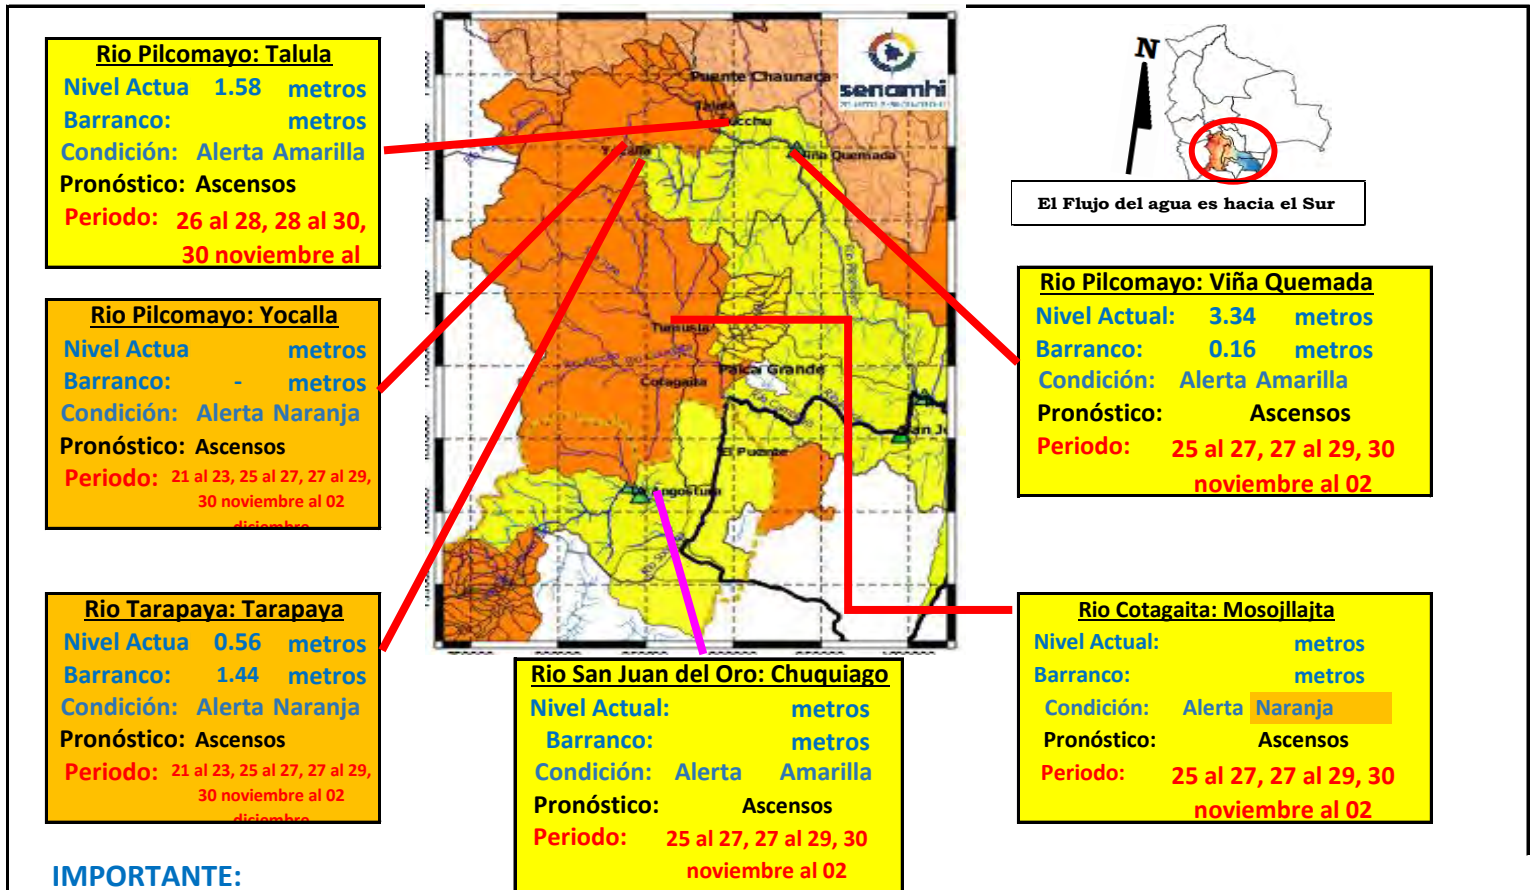 Rio Pilcomayo: Talula
Nivel Actua 1.58 metros
Barranco: metros
Condición: Alerta Amarilla
Pronóstico: Ascensos
Periodo: 26 al 28, 28 al 30,
30 noviembre al
Rio Pilcomayo: Yocalla
Nivel Actua metros
Barranco: - metros
Condición: Alerta Naranja
Pronóstico: Ascensos
Periodo: 21 al 23, 25 al 27, 27 al 29,
30 noviembre al 02
diciembre
Rio Tarapaya: Tarapaya
Nivel Actua 0.56 metros
Barranco: 1.44 metros
Condición: Alerta Naranja
Pronóstico: Ascensos
Periodo: 21 al 23, 25 al 27, 27 al 29,
30 noviembre al 02
diciembre
IMPORTANTE:
senamhi
Puente Chaunaca
Talula
Viña Quemada
Tumusla
Cotagaita
Palca Grande
El Puente
Angostura
Rio San Juan del Oro: Chuquiago
Nivel Actual: metros
Barranco: metros
Condición: Alerta Amarilla
Pronóstico: Ascensos
Periodo: 25 al 27, 27 al 29, 30
noviembre al 02
N
El Flujo del agua es hacia el Sur
Rio Pilcomayo: Viña Quemada
Nivel Actual: 3.34 metros
Barranco: 0.16 metros
Condición: Alerta Amarilla
Pronóstico: Ascensos
Periodo: 25 al 27, 27 al 29, 30
noviembre al 02
Rio Cotagaita: Mosojllajta
Nivel Actual: metros
Barranco: metros
Condición: Alerta Naranja
Pronóstico: Ascensos
Periodo: 25 al 27, 27 al 29, 30
noviembre al 02